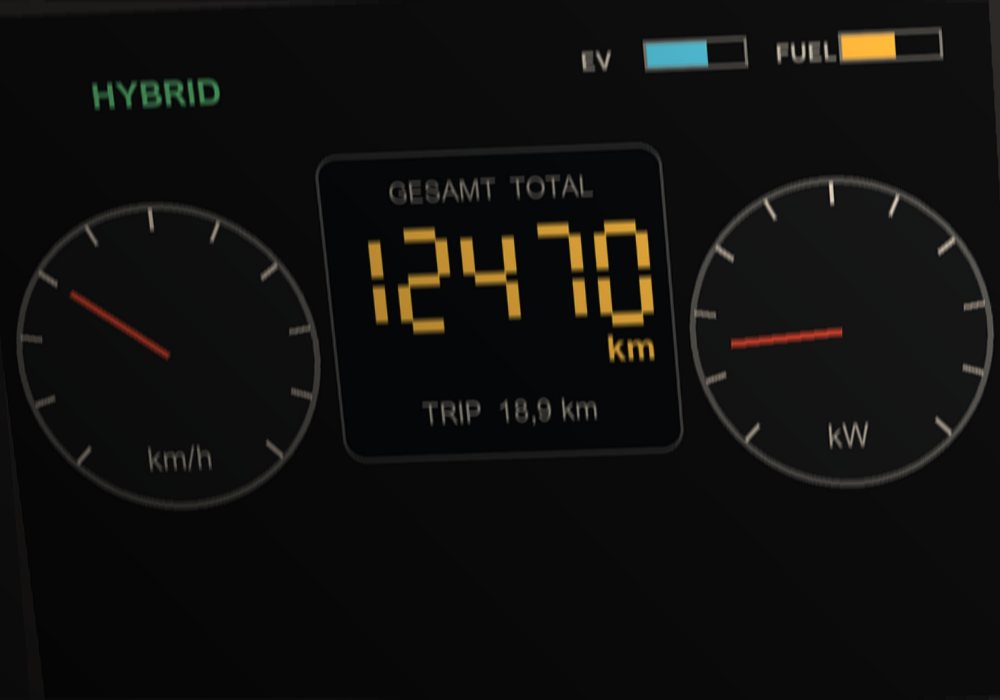 EV FUEL
HYBRID
GESAMT TOTAL
12470
km
TRIP 18,9 km
km/h
kW